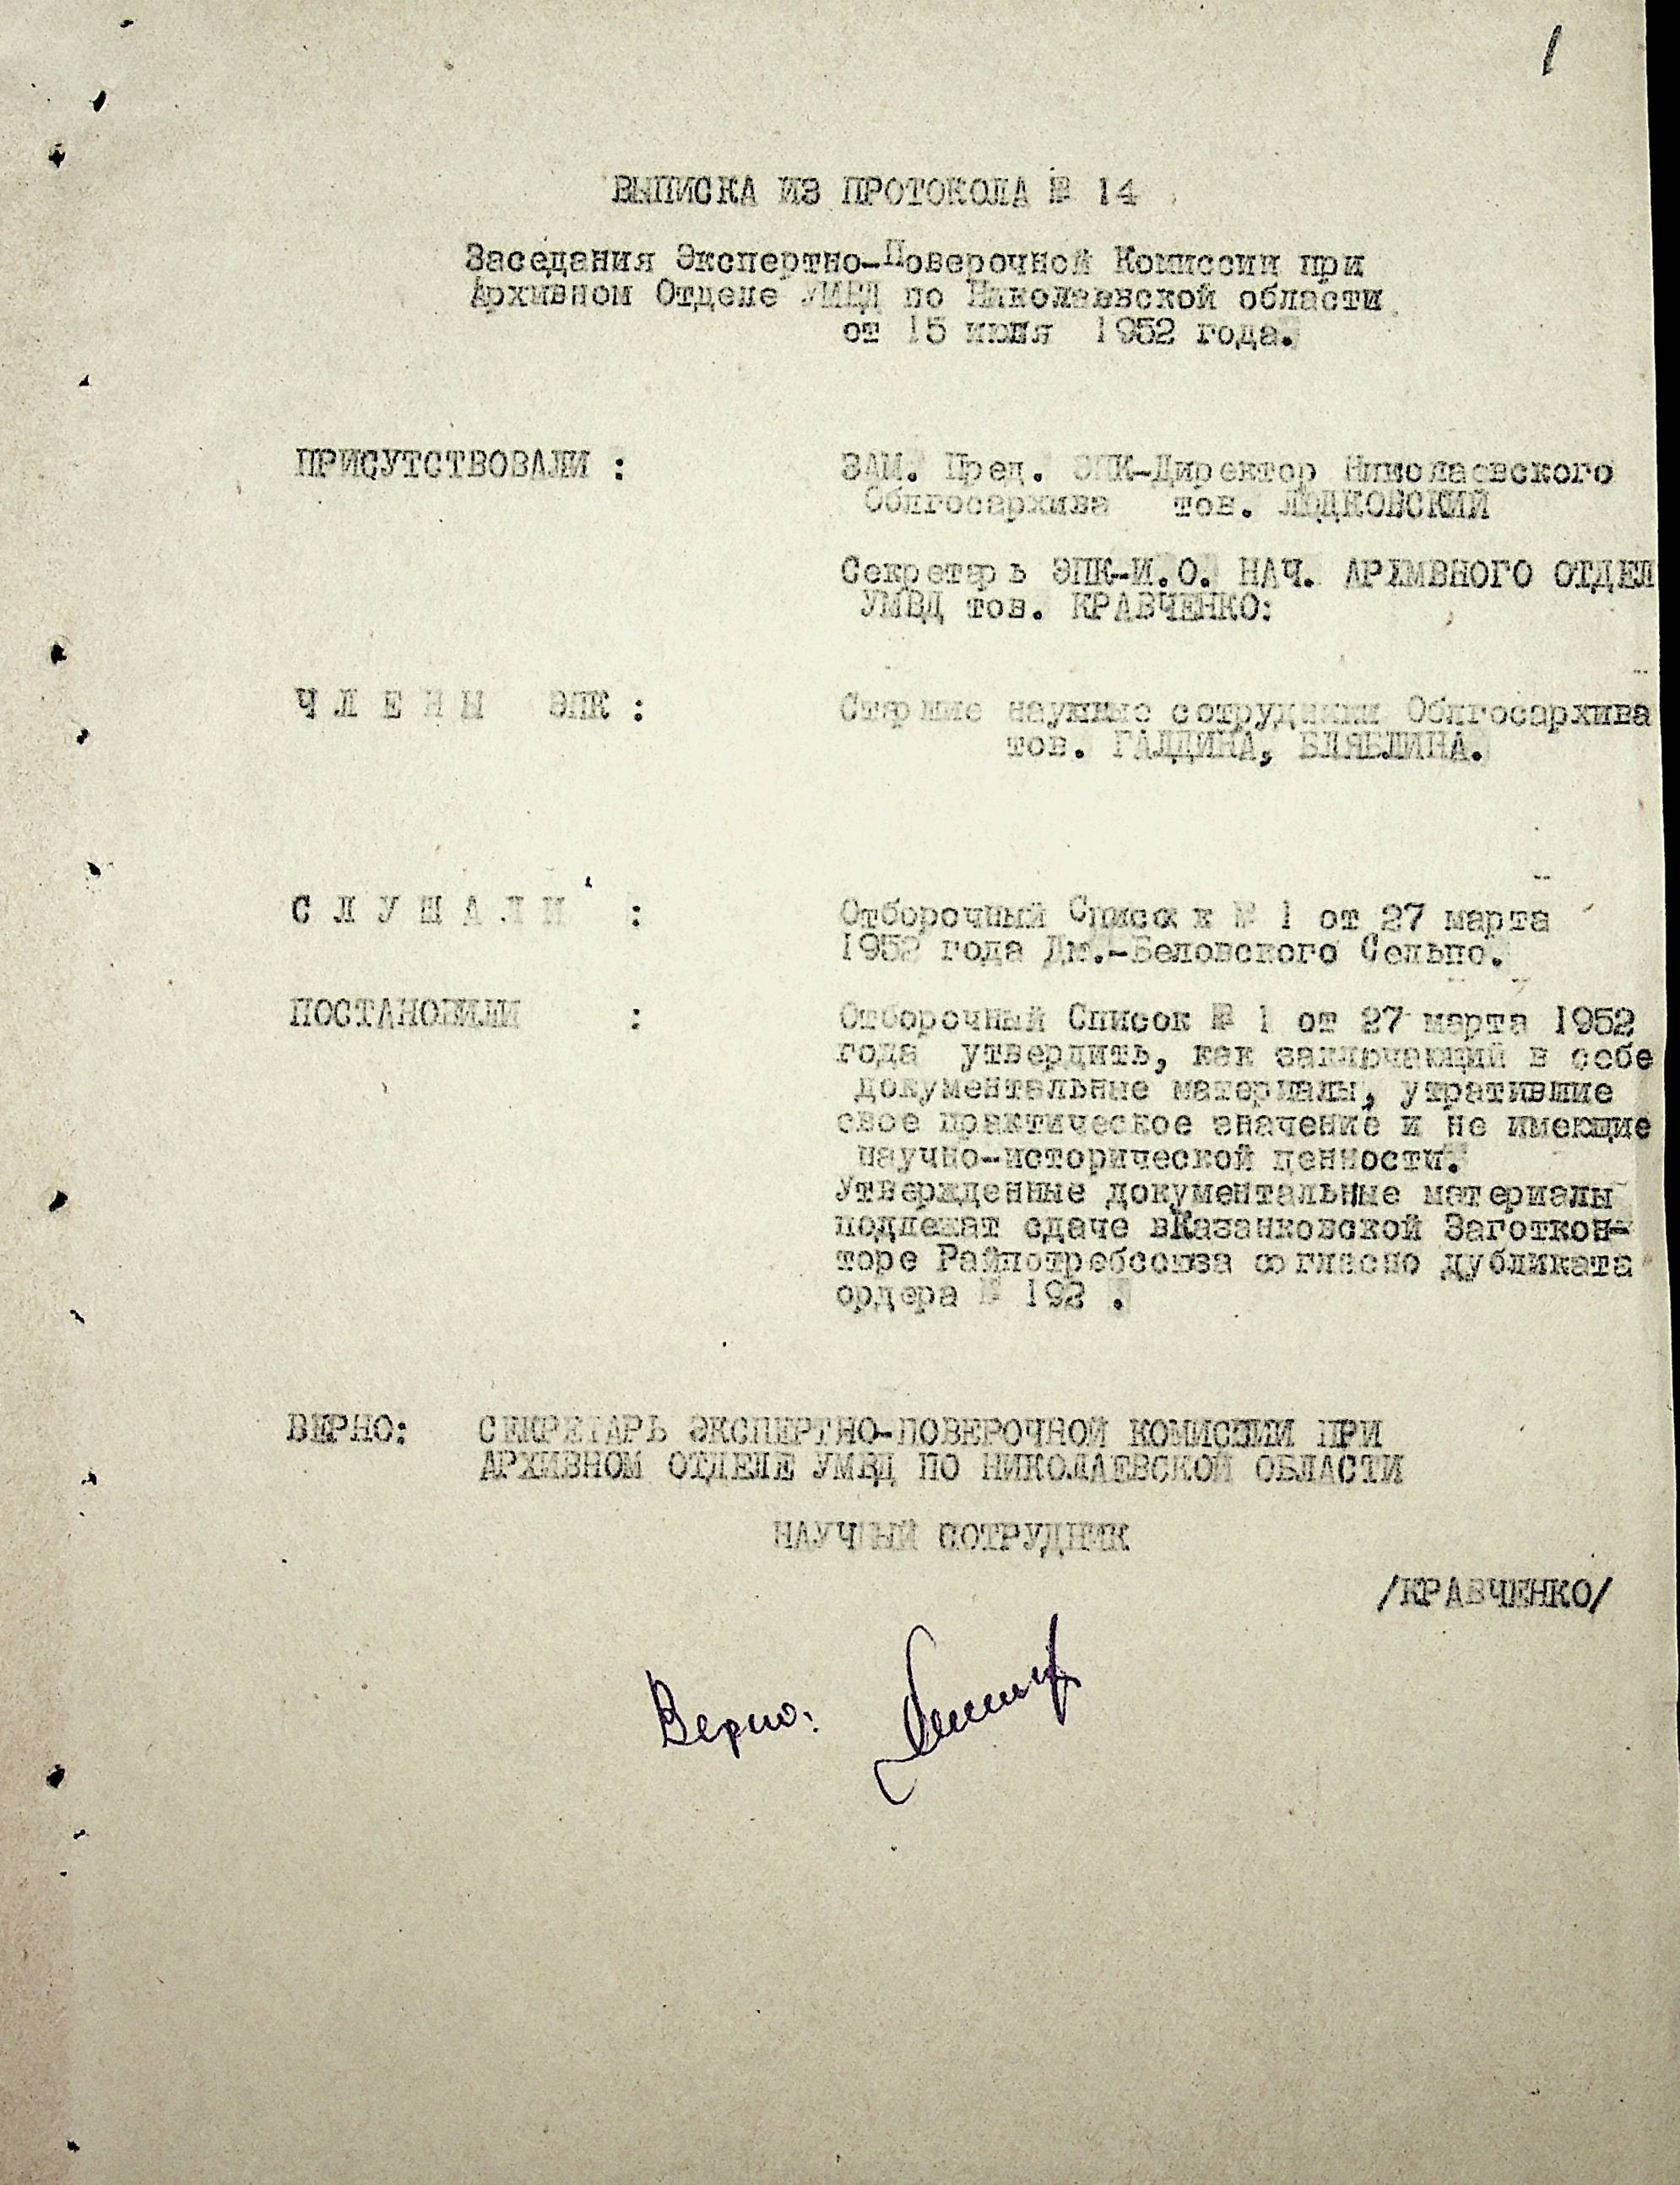 1
ВЫПИСКА ИЗ ПРОТОКОЛА № 14
Заседания Экспертно-Поверочной Комиссии при
Архивном Отделе УМВД по Николаевской области
от 15 1952 года.
ПРИСУТСТВОВАЛИ :
ЗАМ. Пред. ЭПК-Директор Николаевского
Облгосархива тов. ЛЮДКОВСКИЙ
Секретарь ЭПК-И.О. НАЧ. АРХИВНОГО ОТДЕЛ
УМВД тов. КРАВЧЕНКО:
Ч Л Е Н Ы ЭПК :
Старшие научные сотрудники Облгосархива
тов. ГАЛДИНА, БЛЯБЛИНА.
С Л У Ш А Л И :
Отборочный Список № 1 от 27 марта
1952 года Дм.-Беловского Сельпо.
ПОСТАНОВИЛИ :
Отборочный Список № 1 от 27 марта 1952
года утвердить, как заключающий в себе
документальные материалы, утратившие
свое практическое значение и не имеющие
научно-исторической ценности.
Утвержденные документальные материалы
подлежат сдаче вКазанковской Заготкон-
торе Райпотребсоюза согласно дубликата
ордера № 192 .
ВЕРНО: СЕКРЕТАРЬ ЭКСПЕРТНО-ПОВЕРОЧНОЙ КОМИССИИ ПРИ
АРХИВНОМ ОТДЕЛЕ УМВД ПО НИКОЛАЕВСКОЙ ОБЛАСТИ
НАУЧНЫЙ СОТРУДНИК
/КРАВЧЕНКО/
Верно: